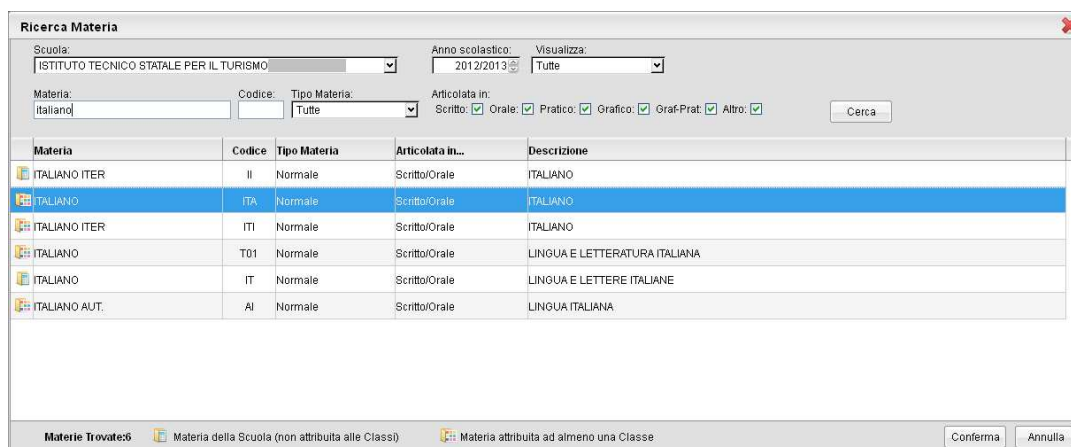 Ricerca Materia
Scuola: Anno scolastico: Visualizza:
ISTITUTO TECNICO STATALE PER IL TURISMO 2012/2013 Tutte
Materia: Codice: Tipo Materia: Articolata in:
italiano Tutte Scritto: Orale: Pratico: Grafico: Graf-Prat: Altro: Cerca
Materia Codice Tipo Materia Articolata in... Descrizione
ITALIANO ITER II Normale Scritto/Orale ITALIANO
ITALIANO ITA Normale Scritto/Orale ITALIANO
ITALIANO ITER ITI Normale Scritto/Orale ITALIANO
ITALIANO T01 Normale Scritto/Orale LINGUA E LETTERATURA ITALIANA
ITALIANO IT Normale Scritto/Orale LINGUA E LETTERE ITALIANE
ITALIANO AUT. AI Normale Scritto/Orale LINGUA ITALIANA
Materie Trovate:6 Materia della Scuola (non attribuita alle Classi) Materia attribuita ad almeno una Classe Conferma Annulla